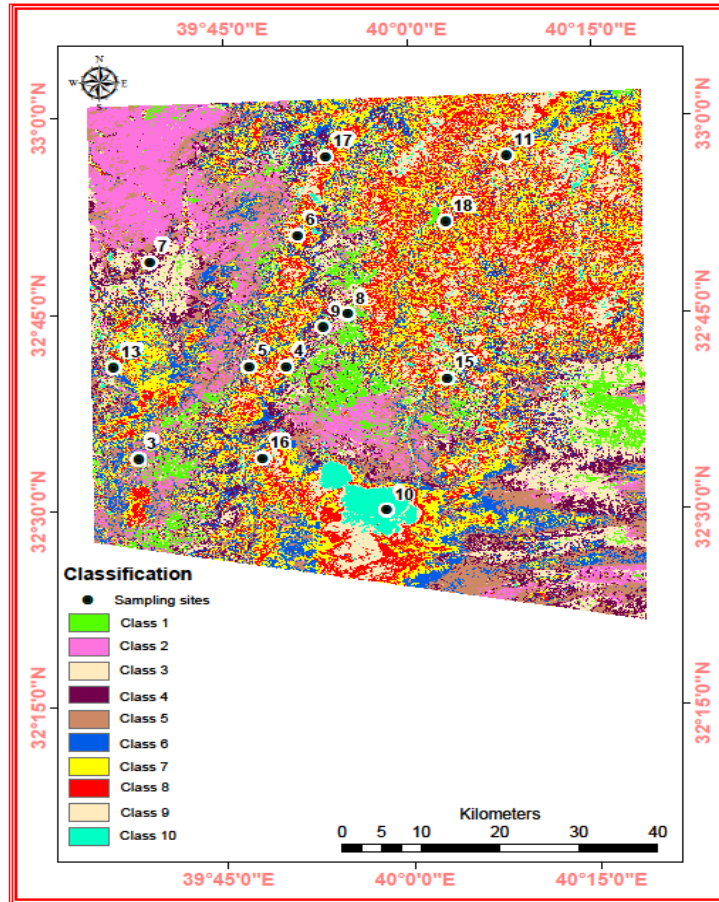 39°45'0"E 40°0'0"E 40°15'0"E
N
W E
S
33°0'0"N 33°0'0"N
17
11
18
6
7
32°45'0"N 32°45'0"N
8
9
13
5
4
15
3
16
10
32°30'0"N 32°30'0"N
Classification
Sampling sites
Class 1
Class 2
Class 3
Class 4
Class 5
Class 6
Class 7
Class 8
Class 9
Class 10
32°15'0"N 32°15'0"N
Kilometers
0 5 10 20 30 40
39°45'0"E 40°0'0"E 40°15'0"E